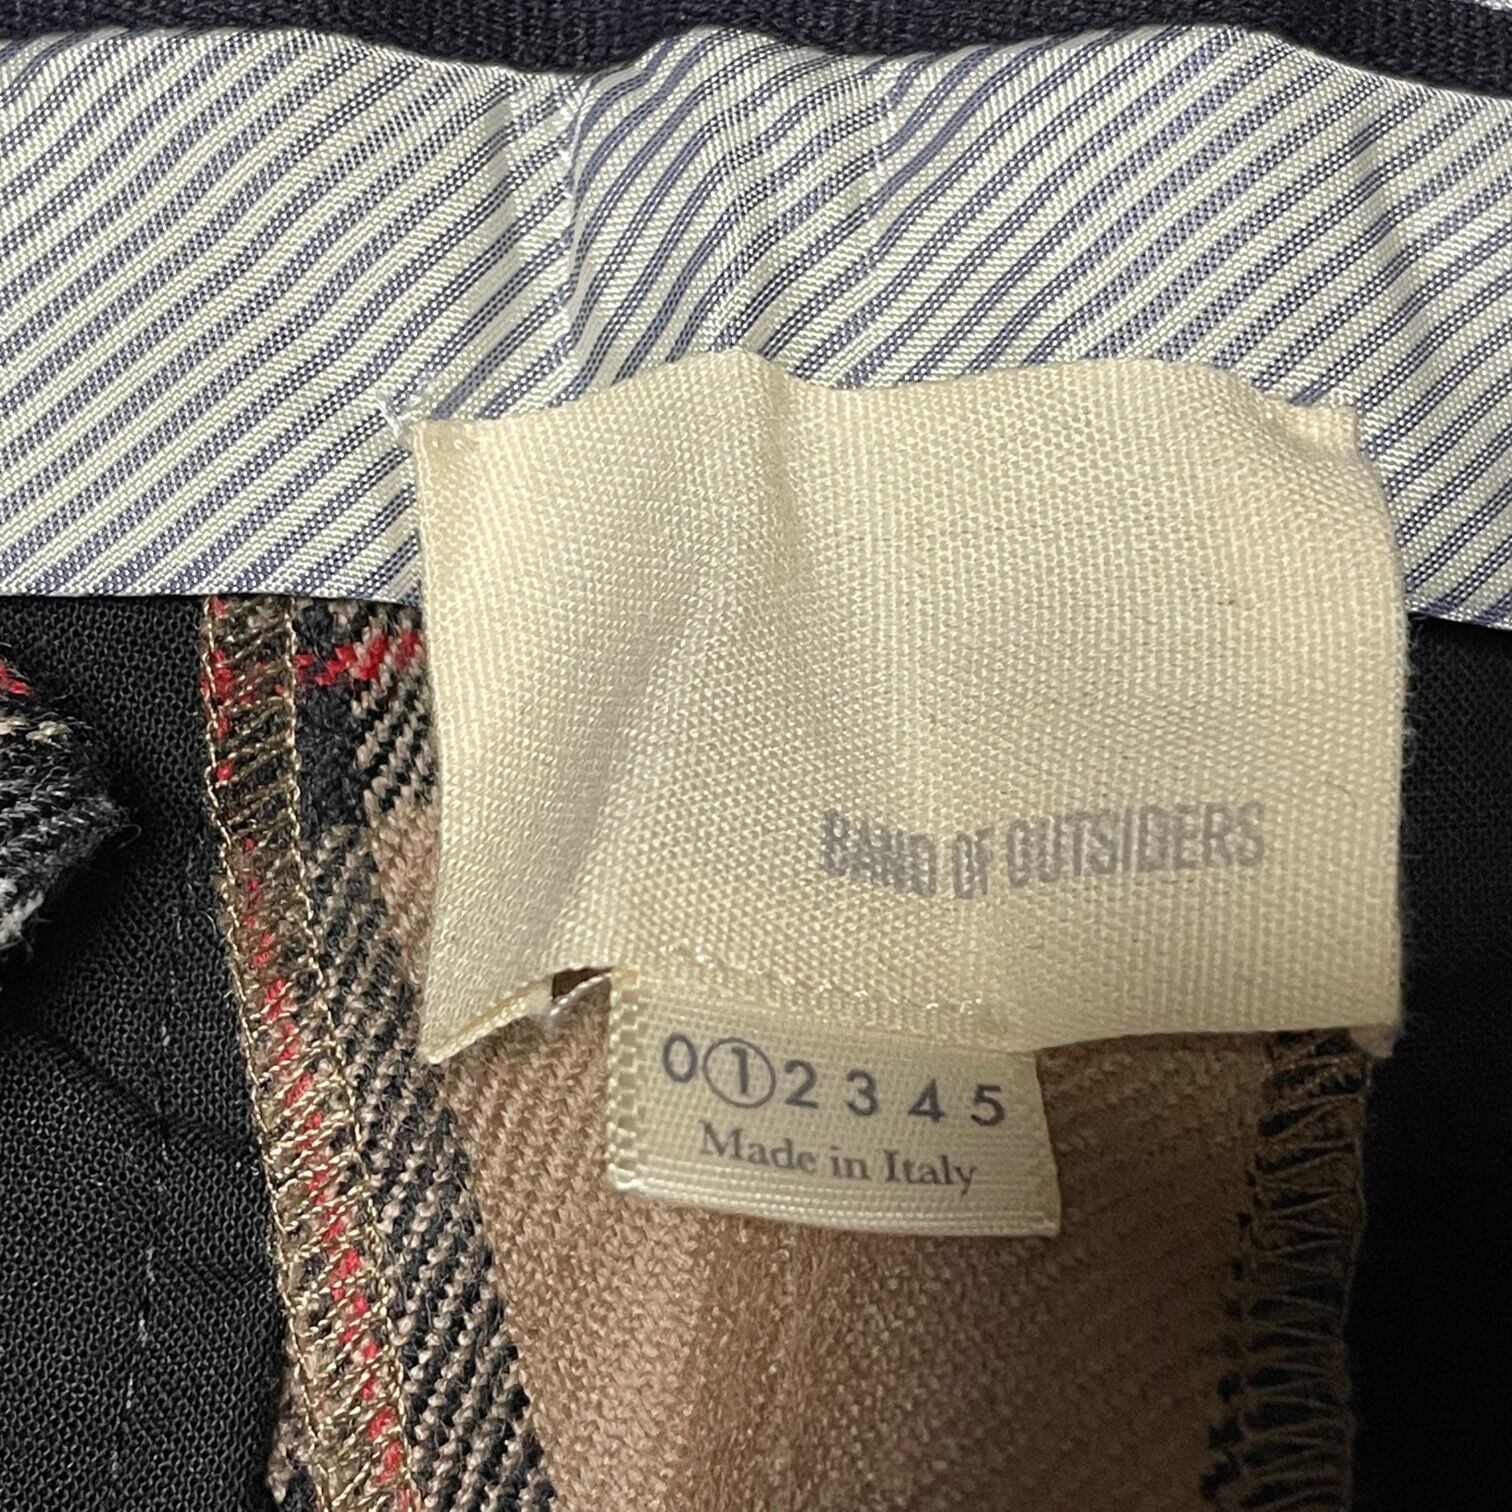 BAND OF OUTSIDERS
0 1 2 3 4 5
Made in Italy